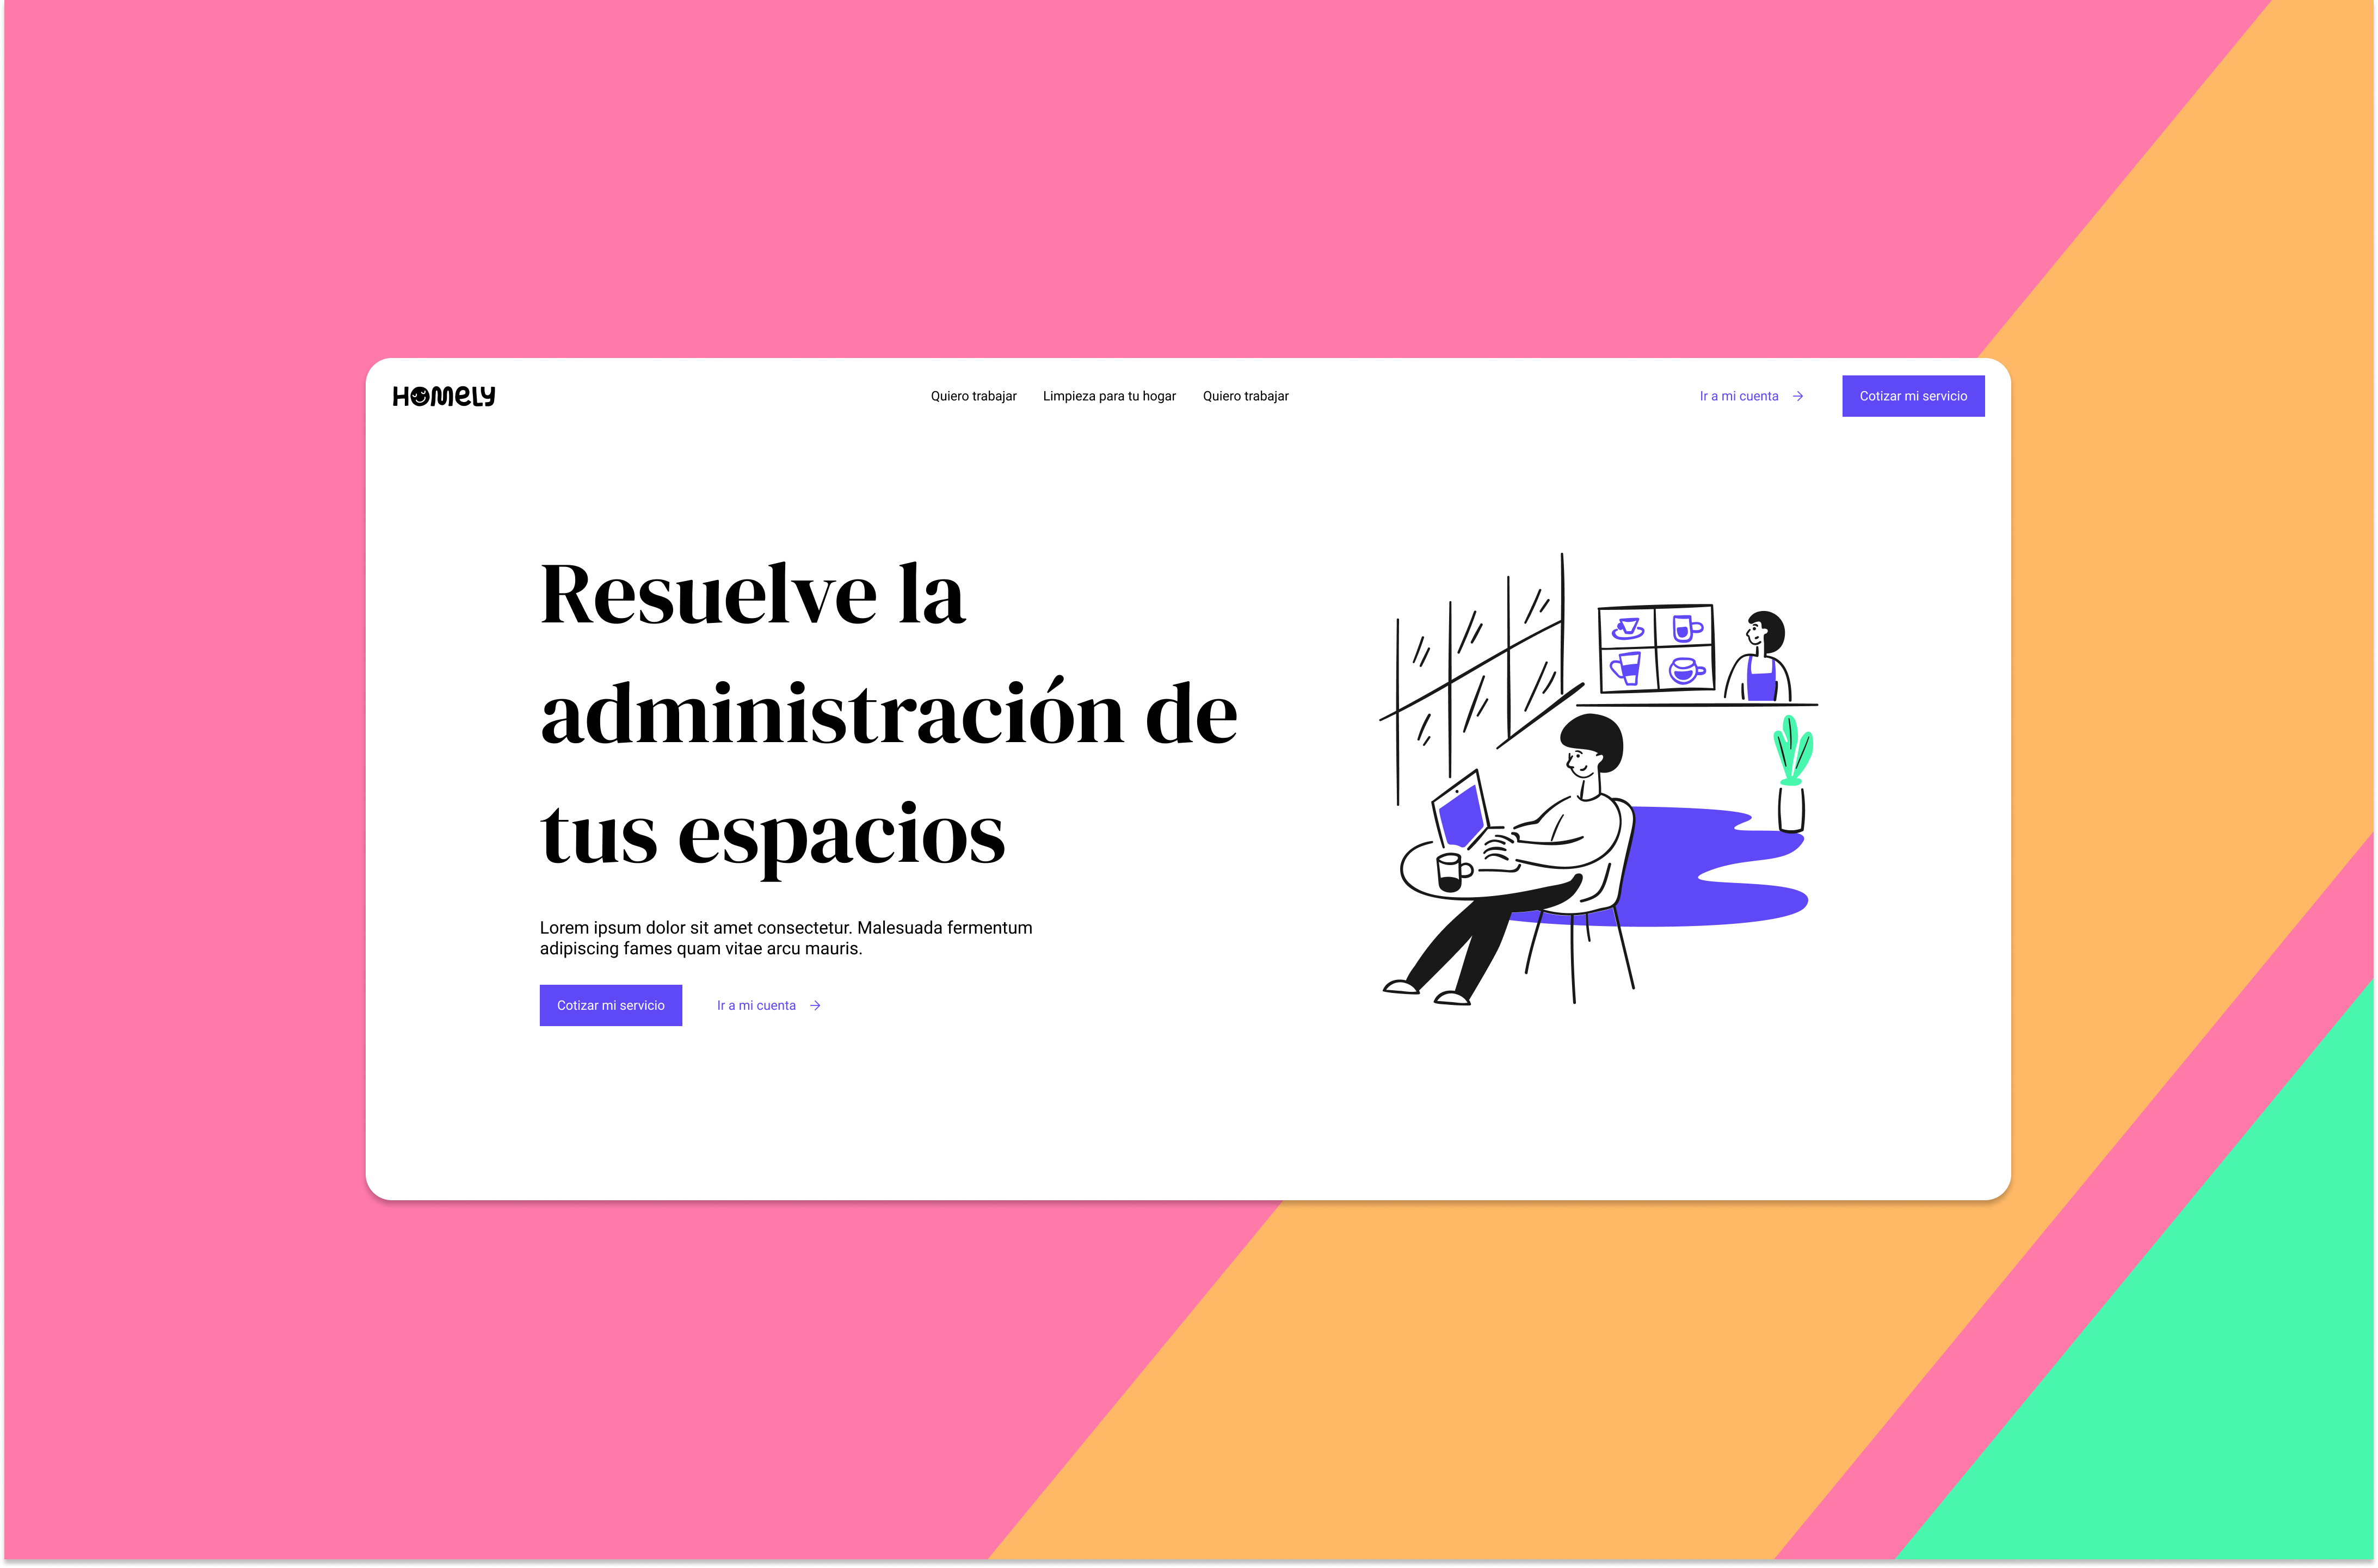 Homely
Quiero trabajar
Limpieza para tu hogar
Quiero trabajar
Ir a mi cuenta
Cotizar mi servicio
Resuelve la
administración de
tus espacios
Lorem ipsum dolor sit amet consectetur. Malesuada fermentum
adipiscing fames quam vitae arcu mauris.
Cotizar mi servicio
Ir a mi cuenta